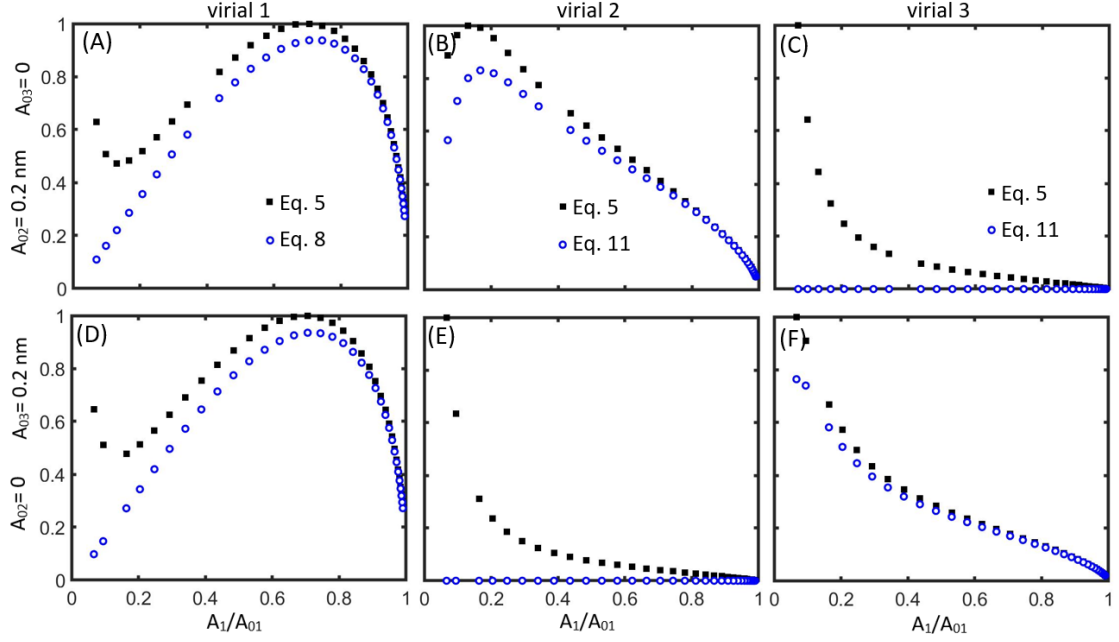 virial 1
virial 2
virial 3
(A)
(B)
(C)
1
0.8
0.6
0.4
0.2
0
A₀₂= 0.2 nm A₀₃= 0
Eq. 5
Eq. 8
Eq. 5
Eq. 11
Eq. 5
Eq. 11
(D)
(E)
(F)
1
0.8
0.6
0.4
0.2
0
A₀₂= 0 A₀₃= 0.2 nm
0 0.2 0.4 0.6 0.8 1
0.2 0.4 0.6 0.8 1 0
0.2 0.4 0.6 0.8 1
A₁/A₀₁
A₁/A₀₁
A₁/A₀₁